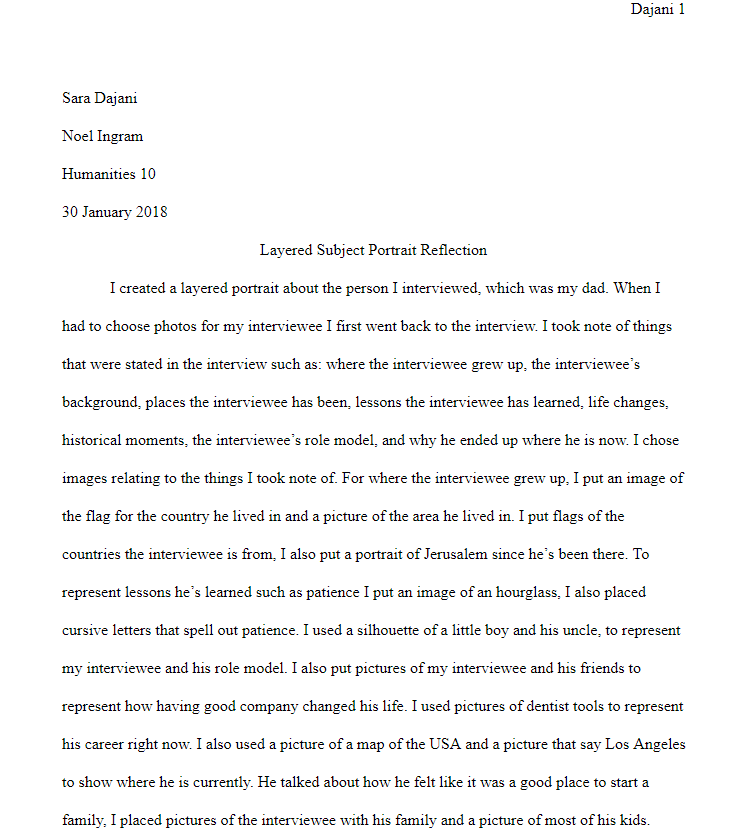 Dajani 1
Sara Dajani
Noel Ingram
Humanities 10
30 January 2018
Layered Subject Portrait Reflection
I created a layered portrait about the person I interviewed, which was my dad. When I
had to choose photos for my interviewee I first went back to the interview. I took note of things
that were stated in the interview such as: where the interviewee grew up, the interviewee’s
background, places the interviewee has been, lessons the interviewee has learned, life changes,
historical moments, the interviewee’s role model, and why he ended up where he is now. I chose
images relating to the things I took note of. For where the interviewee grew up, I put an image of
the flag for the country he lived in and a picture of the area he lived in. I put flags of the
countries the interviewee is from, I also put a portrait of Jerusalem since he’s been there. To
represent lessons he’s learned such as patience I put an image of an hourglass, I also placed
cursive letters that spell out patience. I used a silhouette of a little boy and his uncle, to represent
my interviewee and his role model. I also put pictures of my interviewee and his friends to
represent how having good company changed his life. I used pictures of dentist tools to represent
his career right now. I also used a picture of a map of the USA and a picture that say Los Angeles
to show where he is currently. He talked about how he felt like it was a good place to start a
family, I placed pictures of the interviewee with his family and a picture of most of his kids.